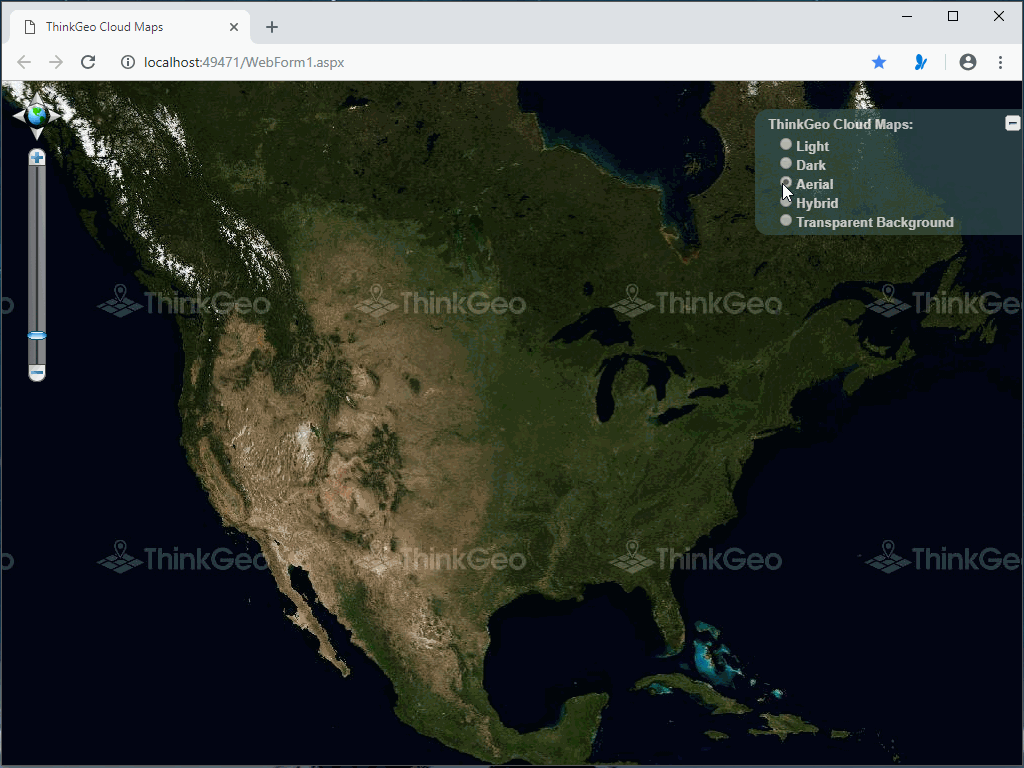 ThinkGeo Cloud Maps
localhost:49471/WebForm1.aspx
ThinkGeo Cloud Maps:
Light
Dark
Aerial
Hybrid
Transparent Background
ThinkGeo ThinkGeo ThinkGeo ThinkGeo
ThinkGeo ThinkGeo ThinkGeo ThinkGeo